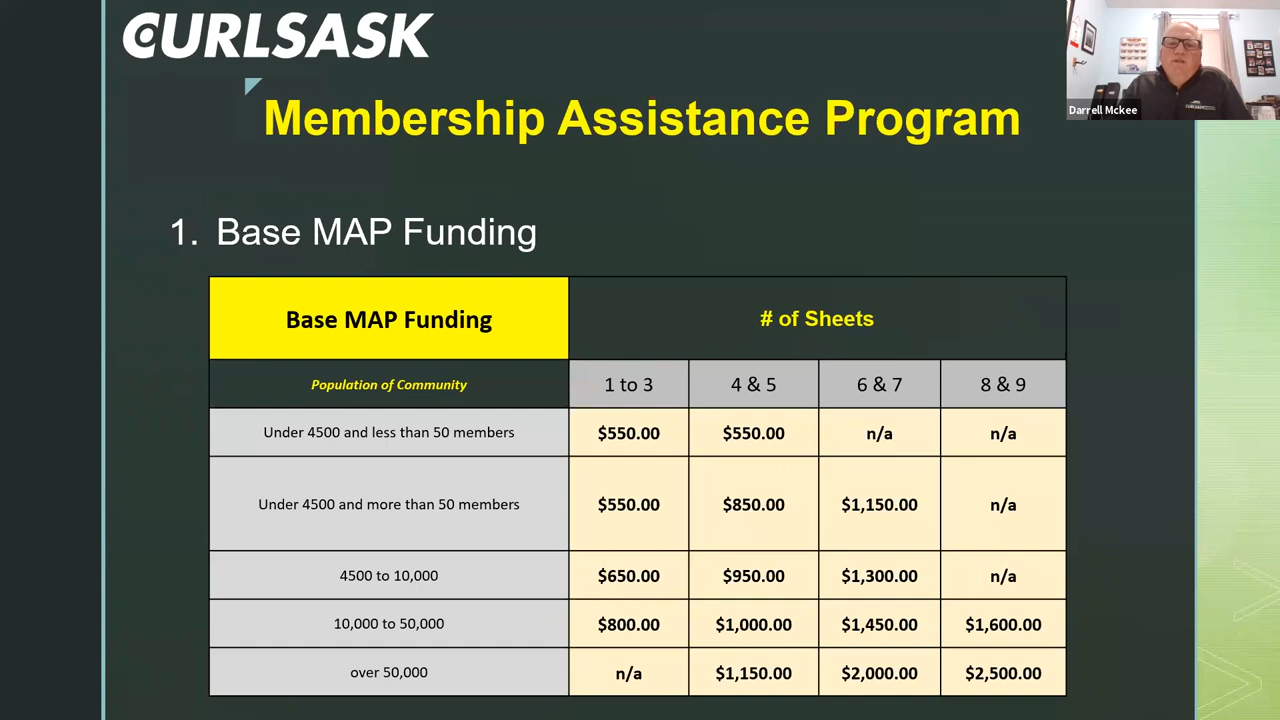 CURLSASK
Darrell Mckee
CURLSASK
Membership Assistance Program
1. Base MAP Funding
Base MAP Funding # of Sheets
Population of Community 1 to 3 4 & 5 6 & 7 8 & 9
Under 4500 and less than 50 members $550.00 $550.00 n/a n/a
Under 4500 and more than 50 members $550.00 $850.00 $1,150.00 n/a
4500 to 10,000 $650.00 $950.00 $1,300.00 n/a
10,000 to 50,000 $800.00 $1,000.00 $1,450.00 $1,600.00
over 50,000 n/a $1,150.00 $2,000.00 $2,500.00